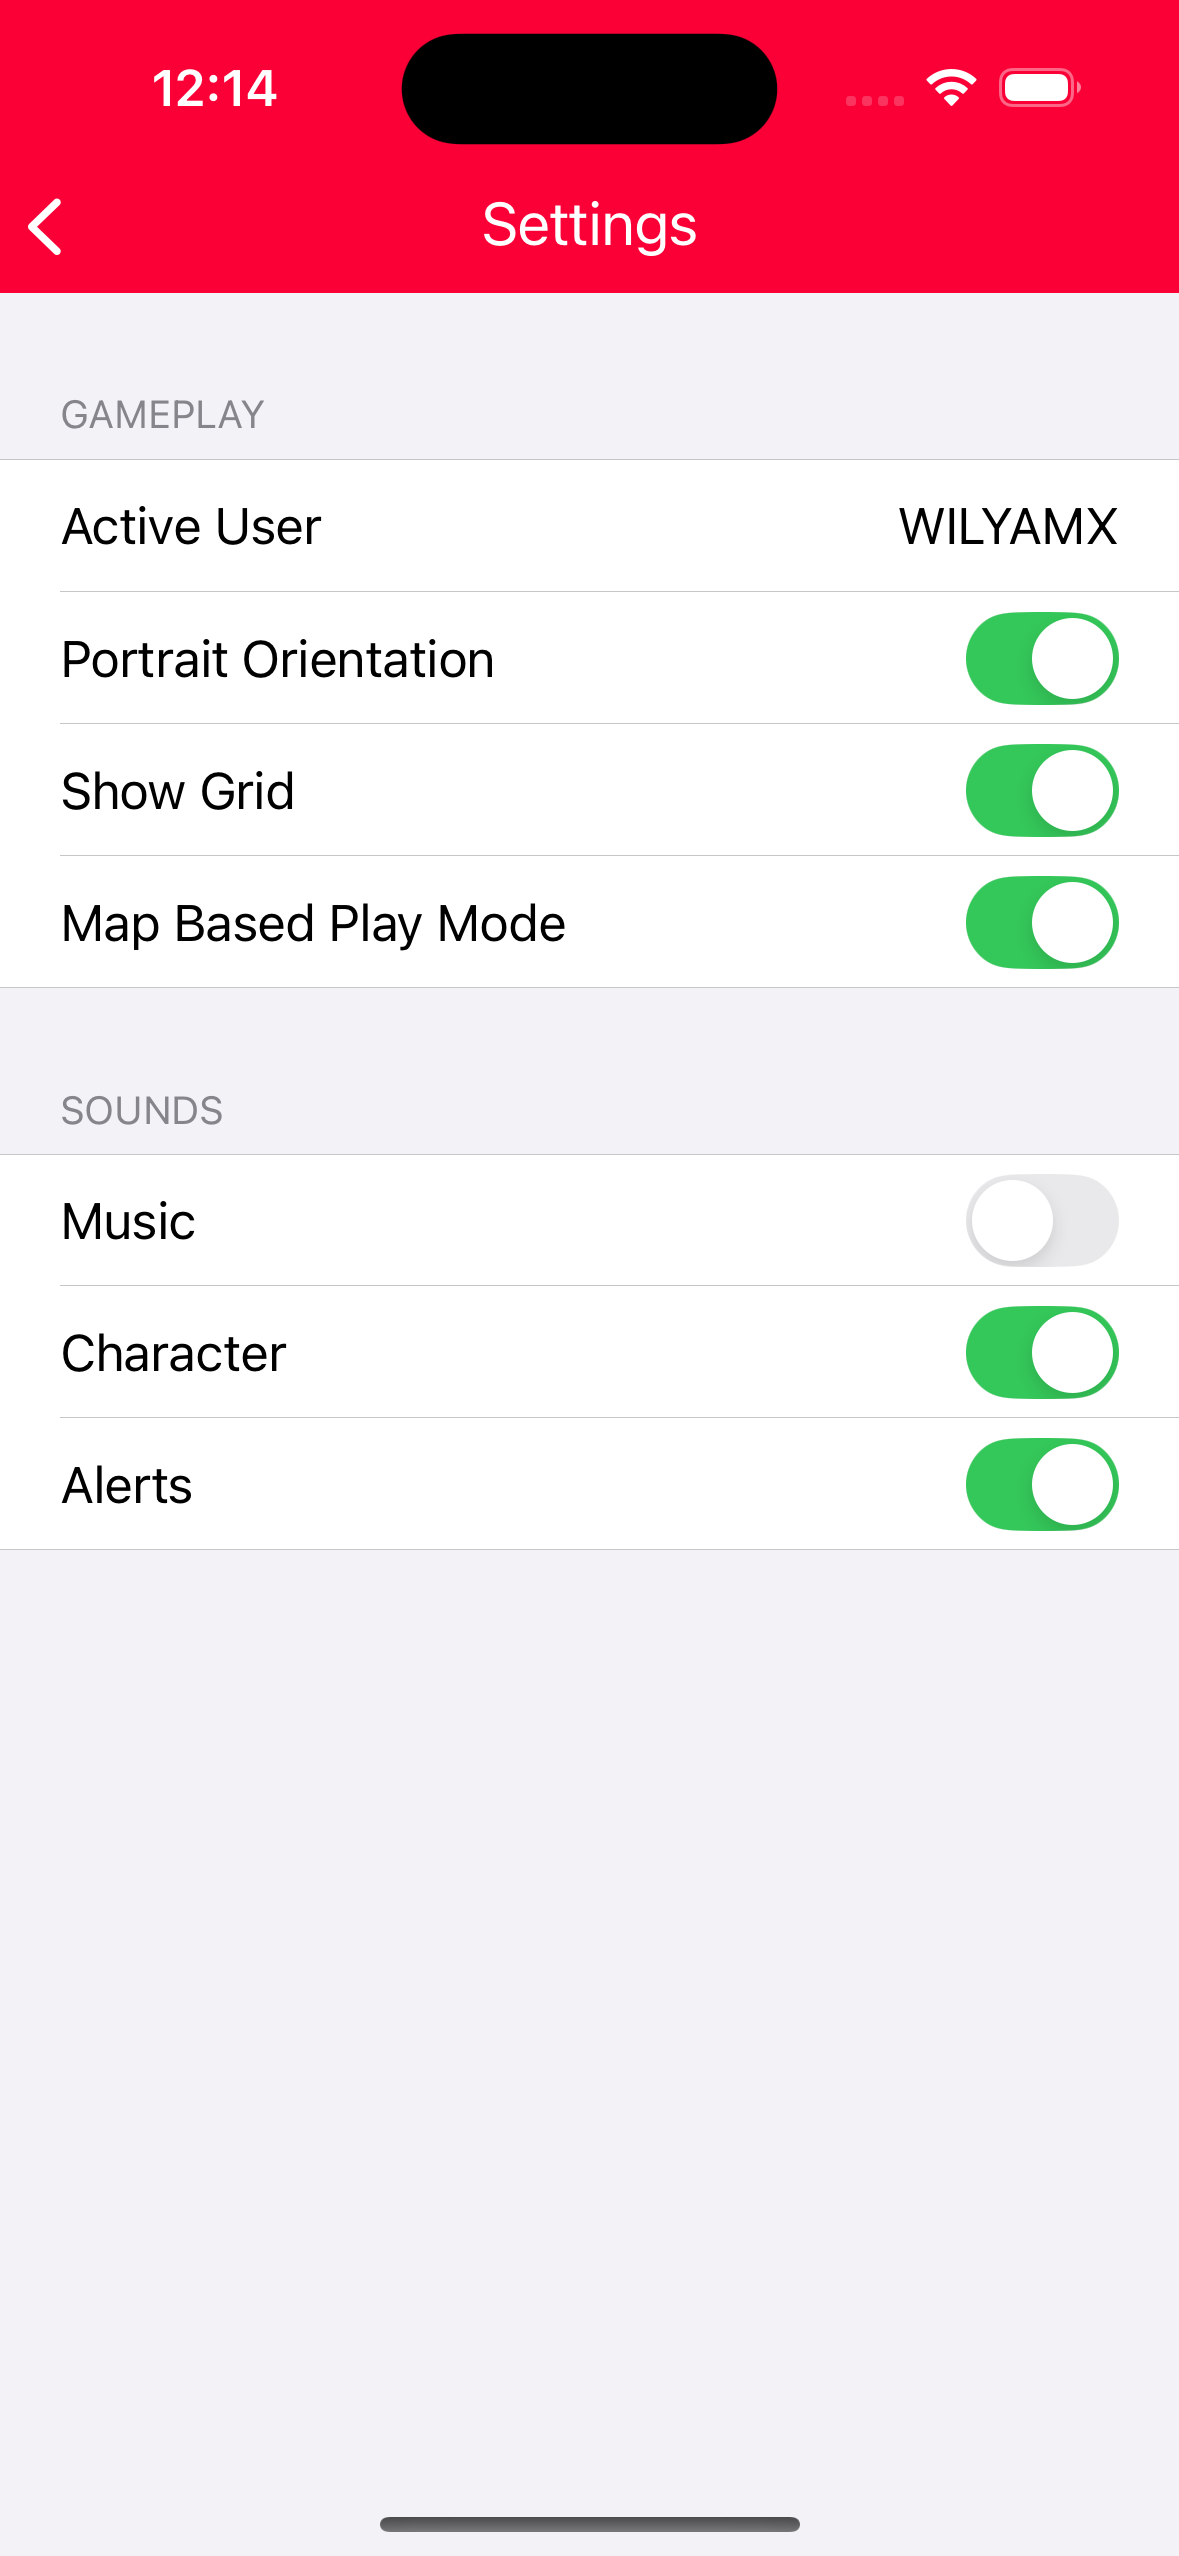 12:14
Settings
GAMEPLAY
Active User WILYAMX
Portrait Orientation
Show Grid
Map Based Play Mode
SOUNDS
Music
Character
Alerts